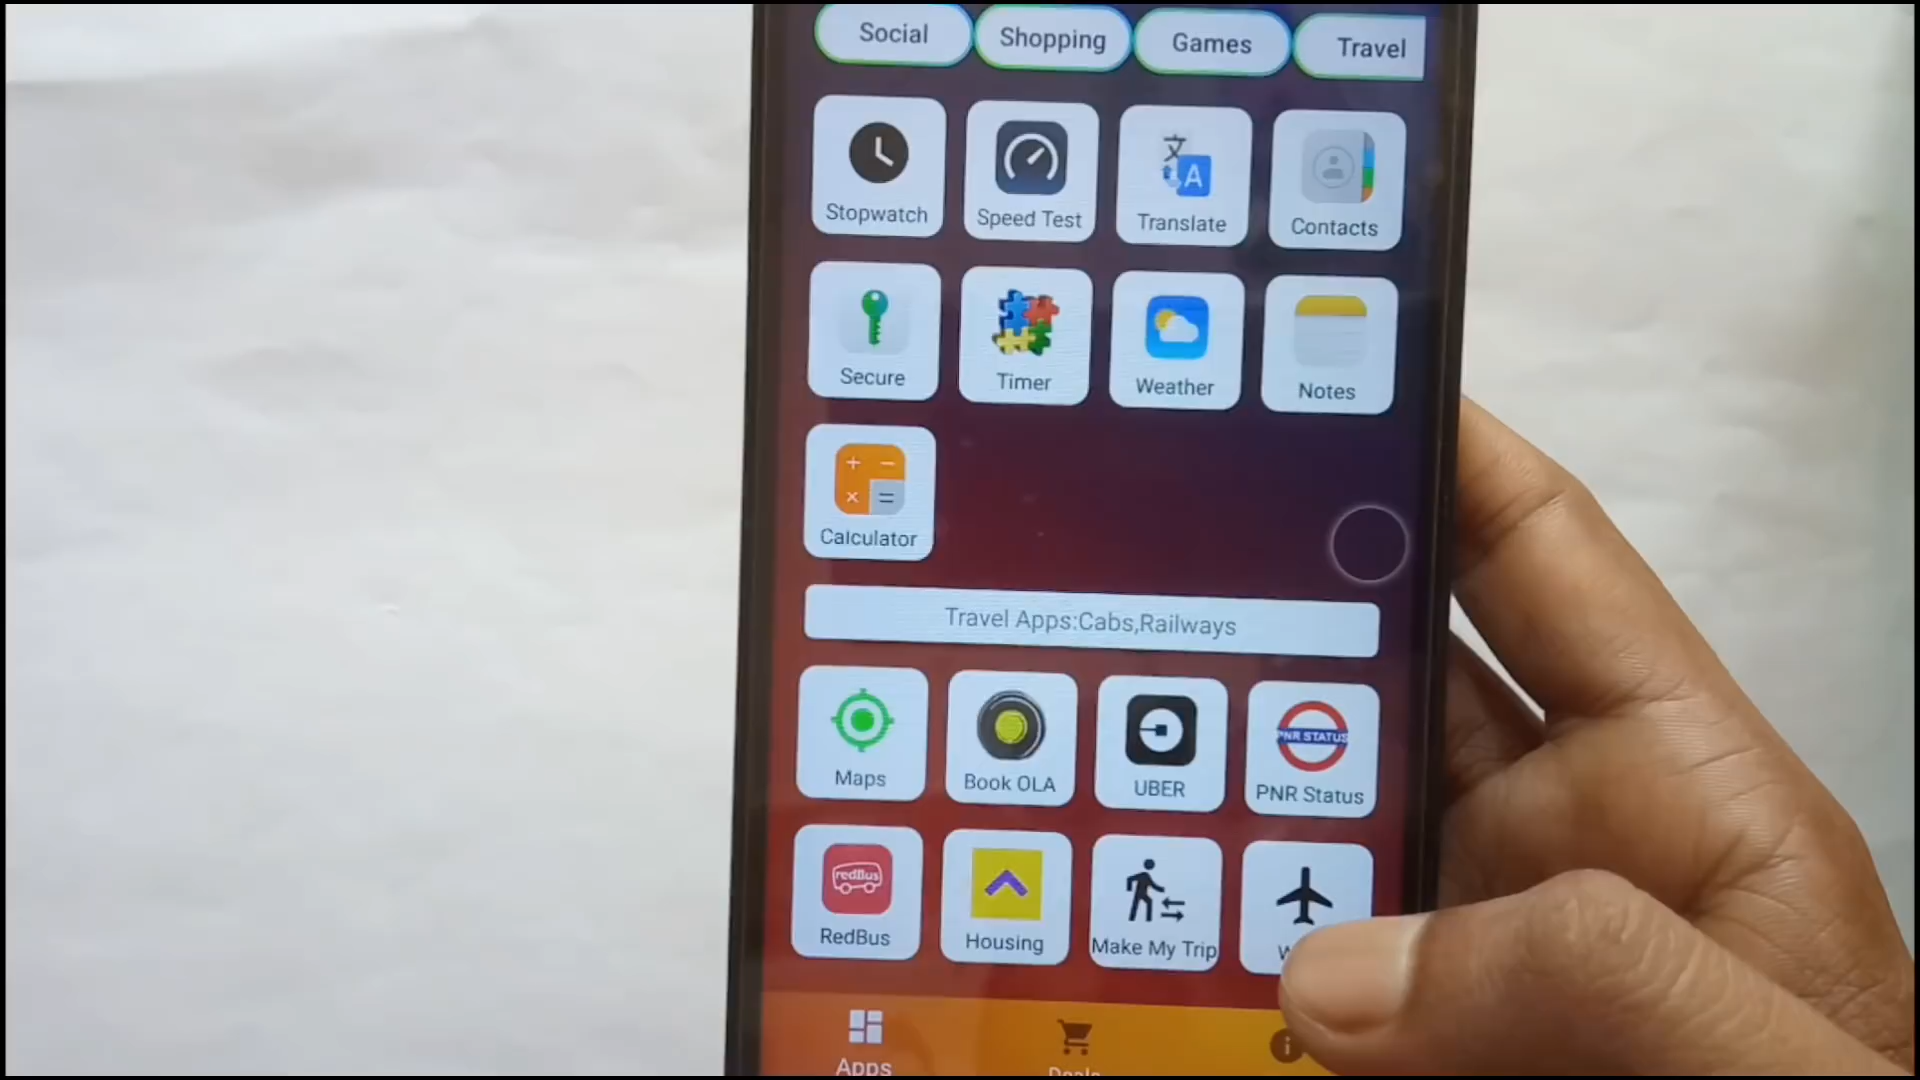 Social Shopping Games Travel
Stopwatch Speed Test Translate Contacts
Secure Timer Weather Notes
Calculator
Travel Apps:Cabs,Railways
PNR STATUS
Maps Book OLA UBER PNR Status
redBus
RedBus Housing Make My Trip
Apps Deals